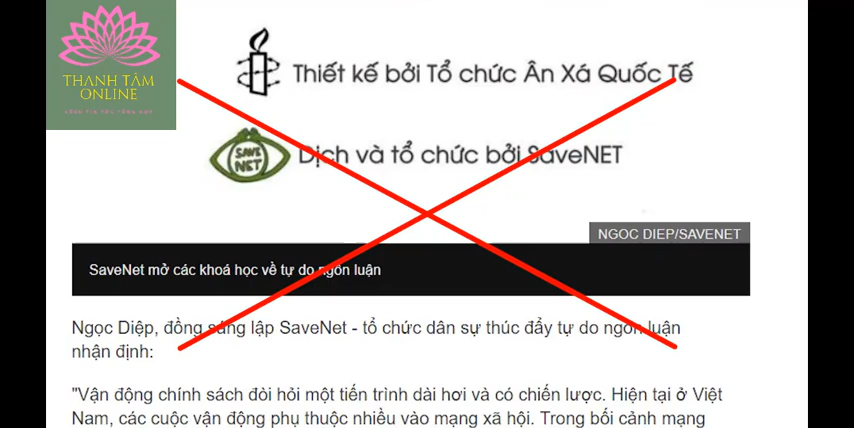 THANH TÂM
ONLINE
Thiết kế bởi Tổ chức Ân Xá Quốc Tế
SAVE
NET
Dịch và tổ chức bởi SaveNET
NGOC DIEP/SAVENET
SaveNet mở các khoá học về tự do ngôn luận
Ngọc Diệp, đồng sáng lập SaveNet - tổ chức dân sự thúc đẩy tự do ngôn luận
nhận định:
"Vận động chính sách đòi hỏi một tiến trình dài hơi và có chiến lược. Hiện tại ở Việt
Nam, các cuộc vận động phụ thuộc nhiều vào mạng xã hội. Trong bối cảnh mạng